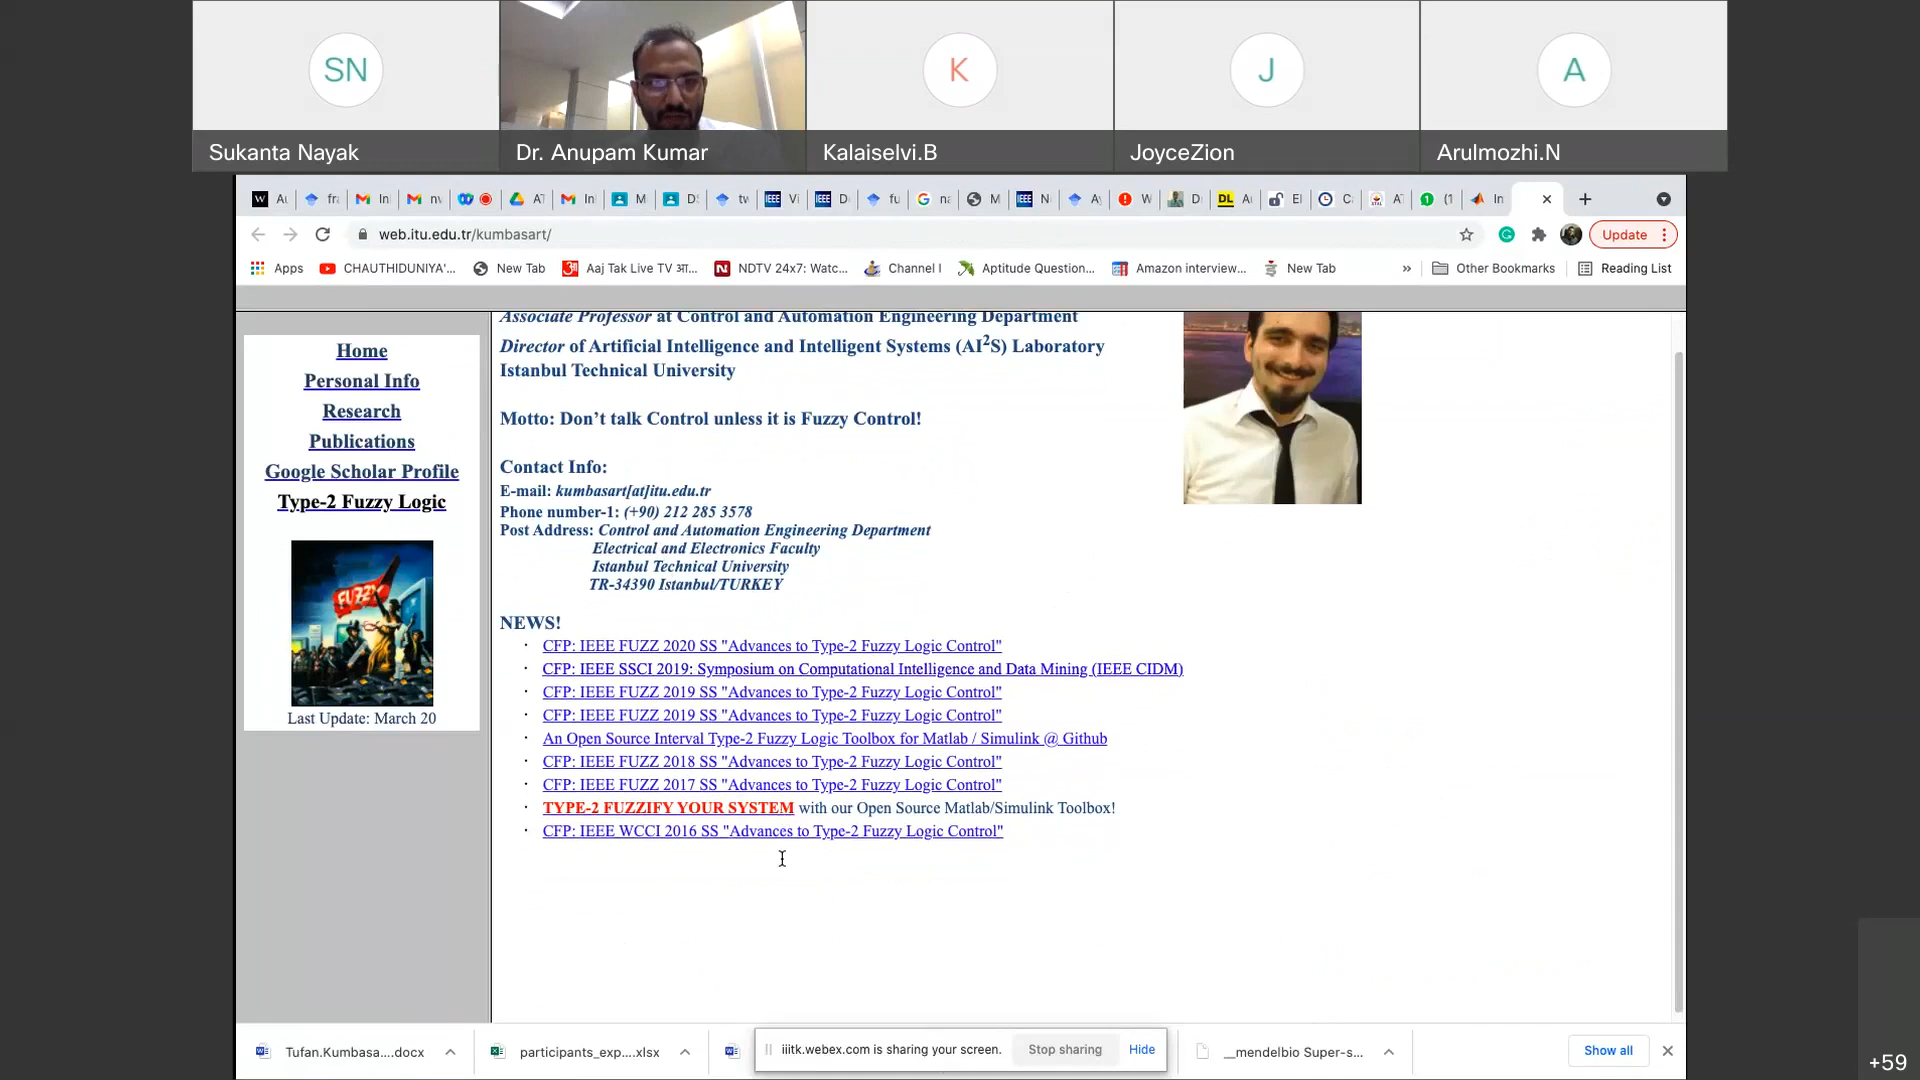 SN
K
J
A
Sukanta Nayak
Dr. Anupam Kumar
Kalaiselvi.B
JoyceZion
Arulmozhi.N
web.itu.edu.tr/kumbasart/
Update
Apps
CHAUTHIDUNIYA'...
New Tab
Aaj Tak Live TV आ...
NDTV 24x7: Watc...
Channel I
Aptitude Question...
Amazon interview...
New Tab
»
Other Bookmarks
Reading List
Associate Professor at Control and Automation Engineering Department
Director of Artificial Intelligence and Intelligent Systems (AI²S) Laboratory
Istanbul Technical University
Motto: Don't talk Control unless it is Fuzzy Control!
Contact Info:
E-mail: kumbasart[at]itu.edu.tr
Phone number-1: (+90) 212 285 3578
Post Address: Control and Automation Engineering Department
Electrical and Electronics Faculty
Istanbul Technical University
TR-34390 Istanbul/TURKEY
Home
Personal Info
Research
Publications
Google Scholar Profile
Type-2 Fuzzy Logic
FUZZY
Last Update: March 20
NEWS!
· CFP: IEEE FUZZ 2020 SS "Advances to Type-2 Fuzzy Logic Control"
· CFP: IEEE SSCI 2019: Symposium on Computational Intelligence and Data Mining (IEEE CIDM)
· CFP: IEEE FUZZ 2019 SS "Advances to Type-2 Fuzzy Logic Control"
· CFP: IEEE FUZZ 2019 SS "Advances to Type-2 Fuzzy Logic Control"
· An Open Source Interval Type-2 Fuzzy Logic Toolbox for Matlab / Simulink @ Github
· CFP: IEEE FUZZ 2018 SS "Advances to Type-2 Fuzzy Logic Control"
· CFP: IEEE FUZZ 2017 SS "Advances to Type-2 Fuzzy Logic Control"
· TYPE-2 FUZZIFY YOUR SYSTEM with our Open Source Matlab/Simulink Toolbox!
· CFP: IEEE WCCI 2016 SS "Advances to Type-2 Fuzzy Logic Control"
Tufan.Kumbasa....docx
participants_exp....xlsx
iiitk.webex.com is sharing your screen.
Stop sharing
Hide
__mendelbio Super-s...
Show all
+59